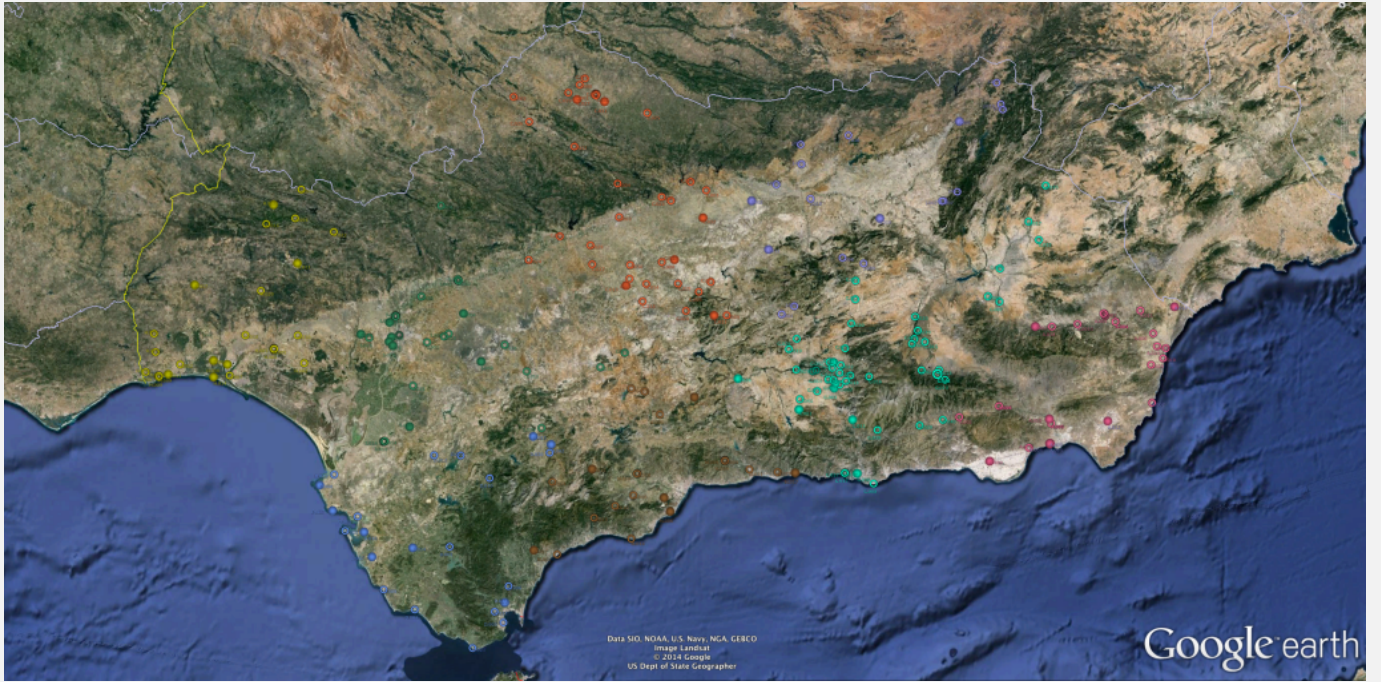 Data SIO, NOAA, U.S. Navy, NGA, GEBCO
Image Landsat
© 2014 Google
US Dept of State Geographer
Google earth